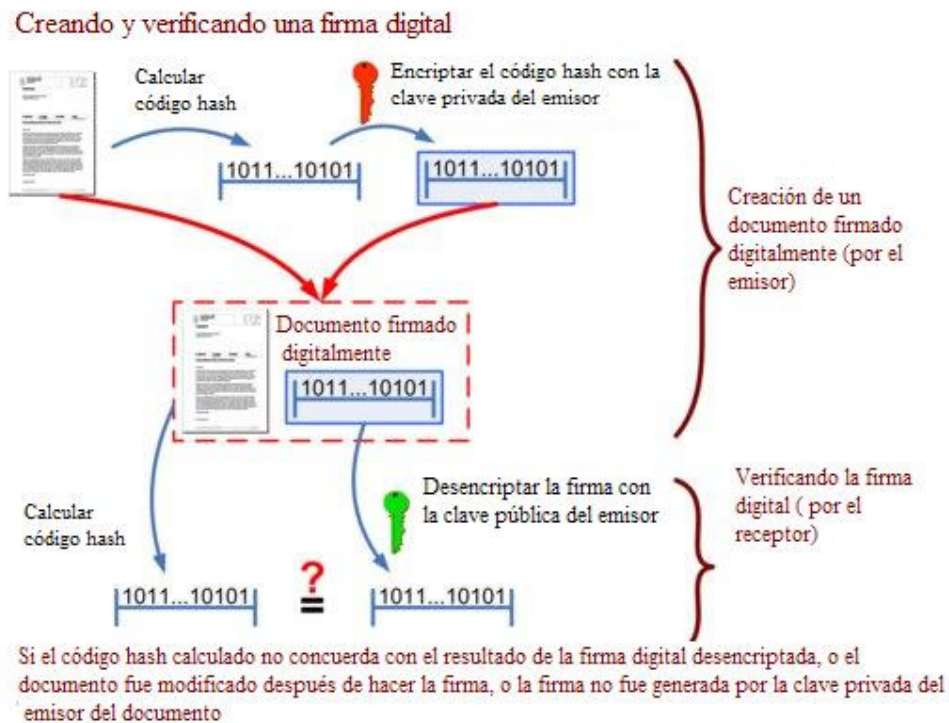 Creando y verificando una firma digital
Calcular
código hash
Encriptar el código hash con la
clave privada del emisor
1011...10101
1011...10101
Creación de un
documento firmado
digitalmente (por el
emisor)
Documento firmado
digitalmente
1011...10101
Calcular
código hash
Desencriptar la firma con
la clave pública del emisor
Verificando la firma
digital ( por el
receptor)
1011...10101
?
=
1011...10101
Si el código hash calculado no concuerda con el resultado de la firma digital desencriptada, o el
documento fue modificado después de hacer la firma, o la firma no fue generada por la clave privada del
emisor del documento